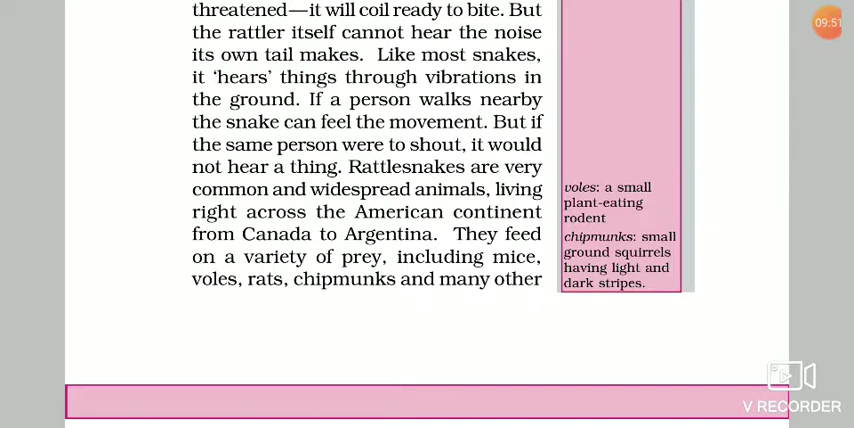 threatened—it will coil ready to bite. But
the rattler itself cannot hear the noise
its own tail makes. Like most snakes,
it ‘hears’ things through vibrations in
the ground. If a person walks nearby
the snake can feel the movement. But if
the same person were to shout, it would
not hear a thing. Rattlesnakes are very
common and widespread animals, living
right across the American continent
from Canada to Argentina. They feed
on a variety of prey, including mice,
voles, rats, chipmunks and many other
voles: a small
plant-eating
rodent
chipmunks: small
ground squirrels
having light and
dark stripes.
09:51
V RECORDER